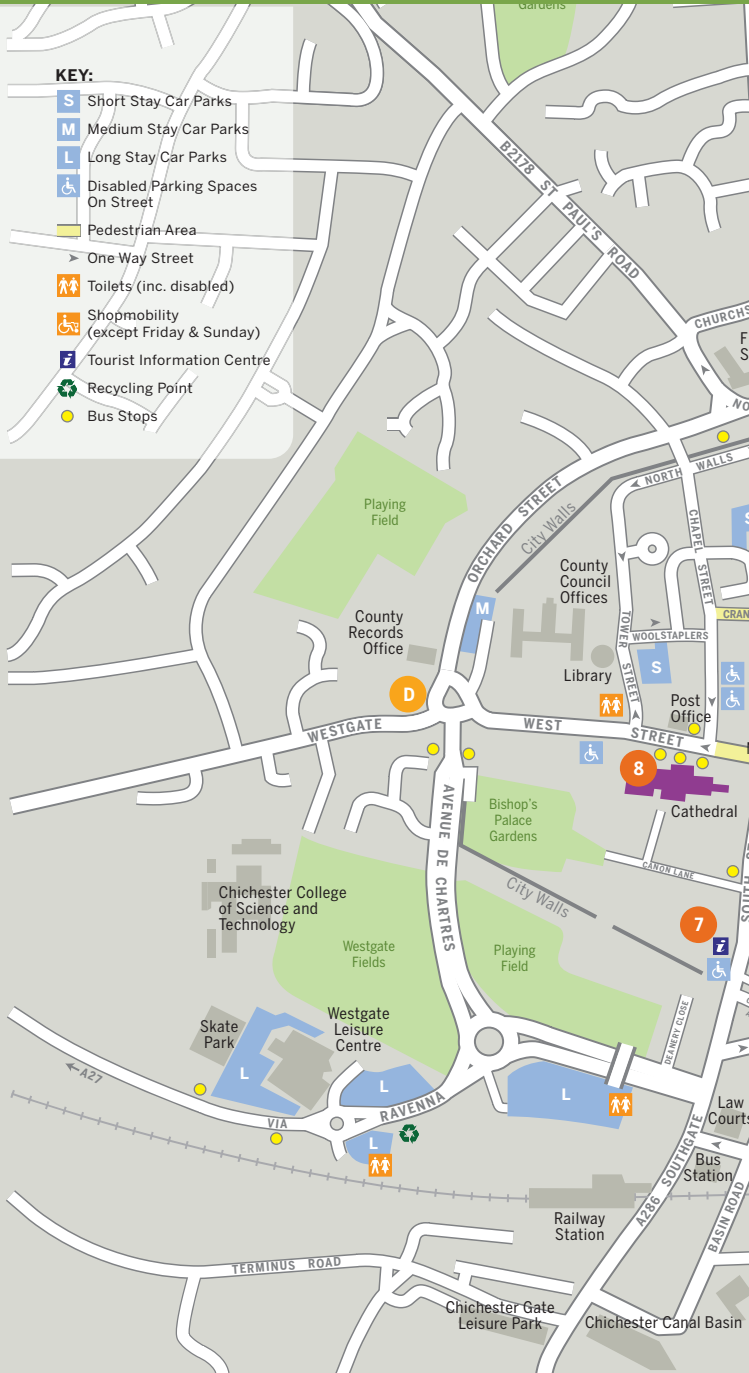 Gardens
KEY:
S Short Stay Car Parks
M Medium Stay Car Parks
L Long Stay Car Parks
Disabled Parking Spaces
On Street
Pedestrian Area
One Way Street
Toilets (inc. disabled)
Shopmobility
(except Friday & Sunday)
i Tourist Information Centre
Recycling Point
Bus Stops
B2178 ST PAUL'S ROAD
CHURCHS
F
S
. NO
NORTH WALLS
Playing
Field
ORCHARD STREET
City Walls
CHAPEL STREET
S
County
Council
Offices
M
County
Records
Office
TOWER STREET
WOOLSTAPLERS
CRAN
S
Library
D
Post
Office
WESTGATE
WEST STREET
8
Cathedral
AVENUE DE CHARTRES
Bishop's
Palace
Gardens
CANON LANE
City Walls
Chichester College
of Science and
Technology
7
i
Westgate
Fields
Playing
Field
DEANERY CLOSE
Skate
Park
Westgate
Leisure
Centre
L
L
L
A27
VIA RAVENNA
L
Law
Courts
Bus
Station
A286 SOUTHGATE
BASIN ROAD
Railway
Station
TERMINUS ROAD
Chichester Gate
Leisure Park
Chichester Canal Basin